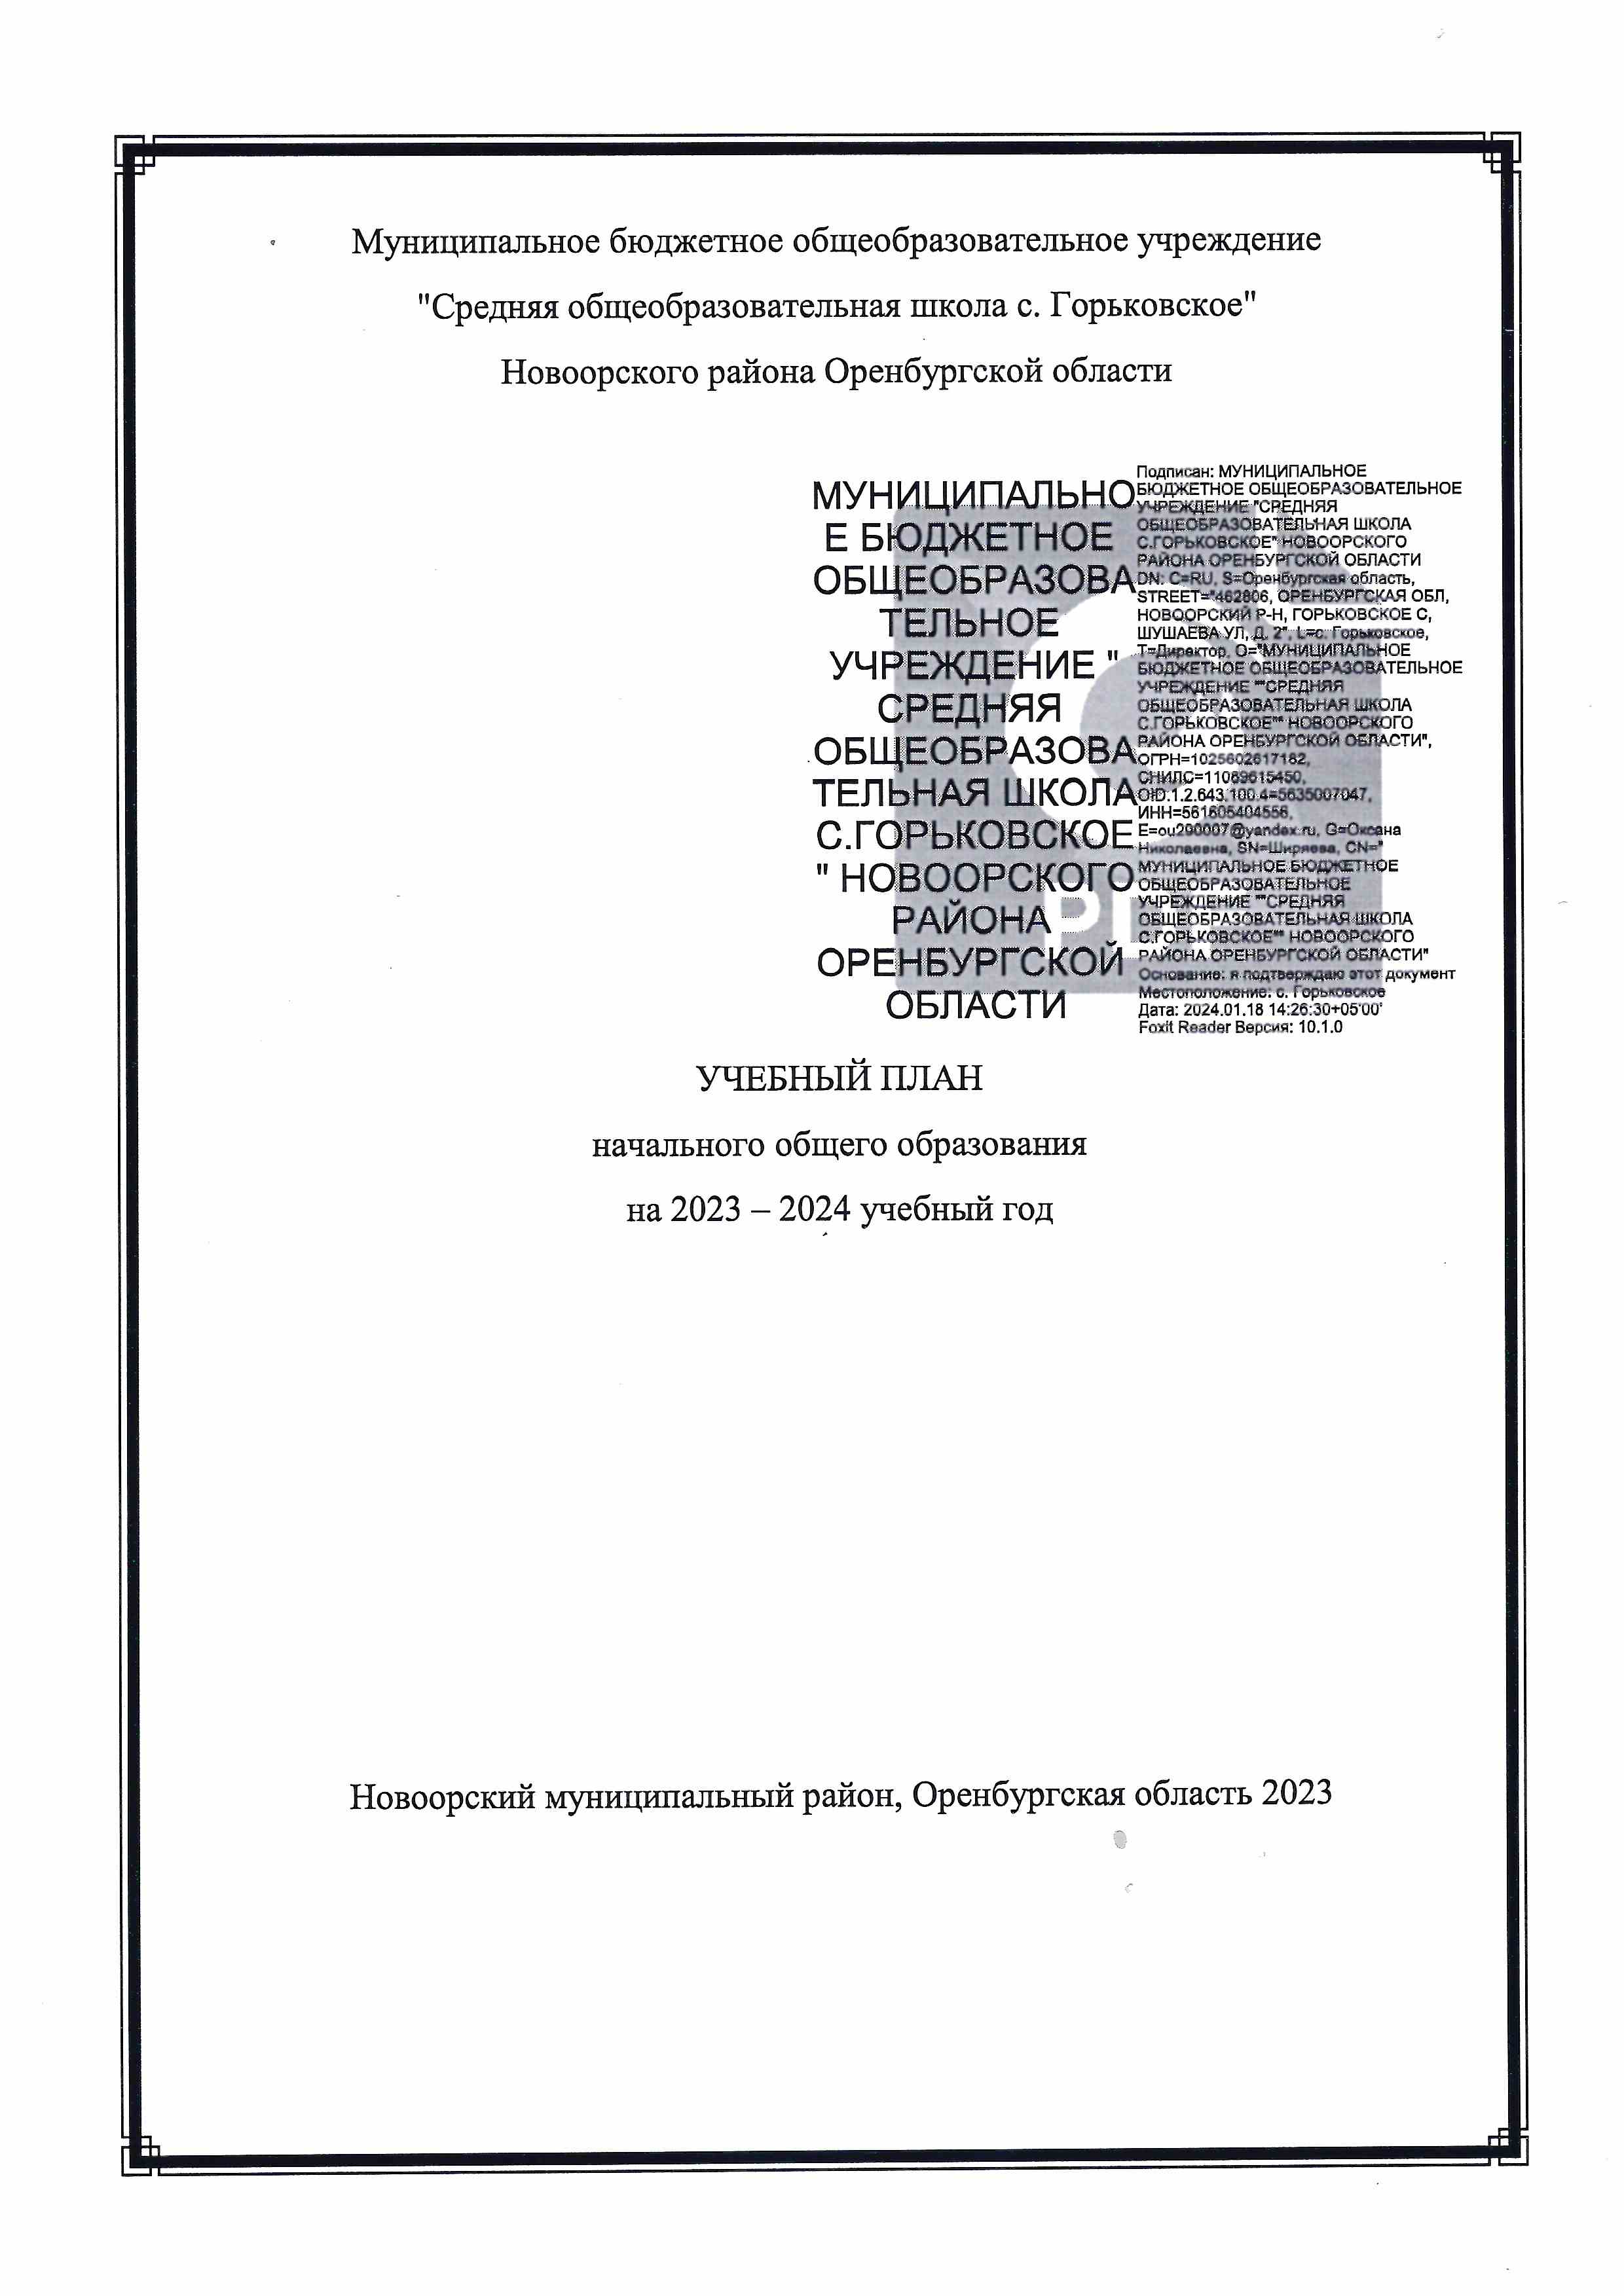 Муниципальное бюджетное общеобразовательное учреждение
"Средняя общеобразовательная школа с. Горьковское"
Новоорского района Оренбургской области
МУНИЦИПАЛЬНО
Е БЮДЖЕТНОЕ
ОБЩЕОБРАЗОВА
ТЕЛЬНОЕ
УЧРЕЖДЕНИЕ "
СРЕДНЯЯ
ОБЩЕОБРАЗОВА
ТЕЛЬНАЯ ШКОЛА
С.ГОРЬКОВСКОЕ
" НОВООРСКОГО
РАЙОНА
ОРЕНБУРГСКОЙ
ОБЛАСТИ
Подписан: МУНИЦИПАЛЬНОЕ
БЮДЖЕТНОЕ ОБЩЕОБРАЗОВАТЕЛЬНОЕ
УЧРЕЖДЕНИЕ "СРЕДНЯЯ
ОБЩЕОБРАЗОВАТЕЛЬНАЯ ШКОЛА
С.ГОРЬКОВСКОЕ" НОВООРСКОГО
РАЙОНА ОРЕНБУРГСКОЙ ОБЛАСТИ
DN: C=RU, S=Оренбургская область,
STREET="462806, ОРЕНБУРГСКАЯ ОБЛ,
НОВООРСКИЙ Р-Н, ГОРЬКОВСКОЕ С,
ШУШАЕВА УЛ, Д. 2", L=с. Горьковское,
T=Директор, O="МУНИЦИПАЛЬНОЕ
БЮДЖЕТНОЕ ОБЩЕОБРАЗОВАТЕЛЬНОЕ
УЧРЕЖДЕНИЕ ""СРЕДНЯЯ
ОБЩЕОБРАЗОВАТЕЛЬНАЯ ШКОЛА
С.ГОРЬКОВСКОЕ"" НОВООРСКОГО
РАЙОНА ОРЕНБУРГСКОЙ ОБЛАСТИ",
ОГРН=1025602617182,
СНИЛС=11089615450,
OID.1.2.643.100.4=5635007047,
ИНН=561605404556,
E=ou200007@yandex.ru, G=Оксана
Николаевна, SN=Ширяева, CN="
МУНИЦИПАЛЬНОЕ БЮДЖЕТНОЕ
ОБЩЕОБРАЗОВАТЕЛЬНОЕ
УЧРЕЖДЕНИЕ ""СРЕДНЯЯ
ОБЩЕОБРАЗОВАТЕЛЬНАЯ ШКОЛА
С.ГОРЬКОВСКОЕ"" НОВООРСКОГО
РАЙОНА ОРЕНБУРГСКОЙ ОБЛАСТИ"
Основание: я подтверждаю этот документ
Местоположение: с. Горьковское
Дата: 2024.01.18 14:26:30+05'00'
Foxit Reader Версия: 10.1.0
УЧЕБНЫЙ ПЛАН
начального общего образования
на 2023 – 2024 учебный год
Новоорский муниципальный район, Оренбургская область 2023